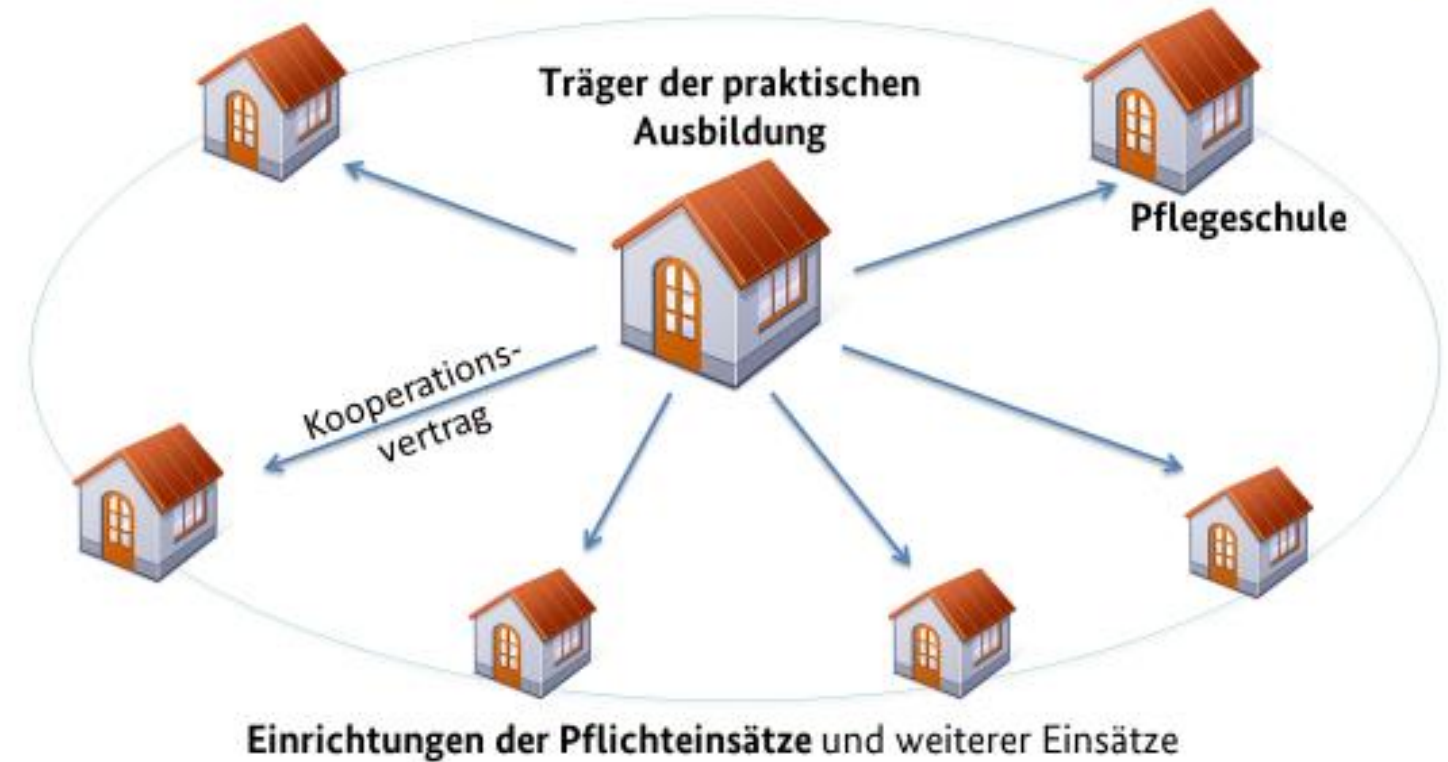 Träger der praktischen
Ausbildung
Pflegeschule
Kooperations-
vertrag
Einrichtungen der Pflichteinsätze und weiterer Einsätze